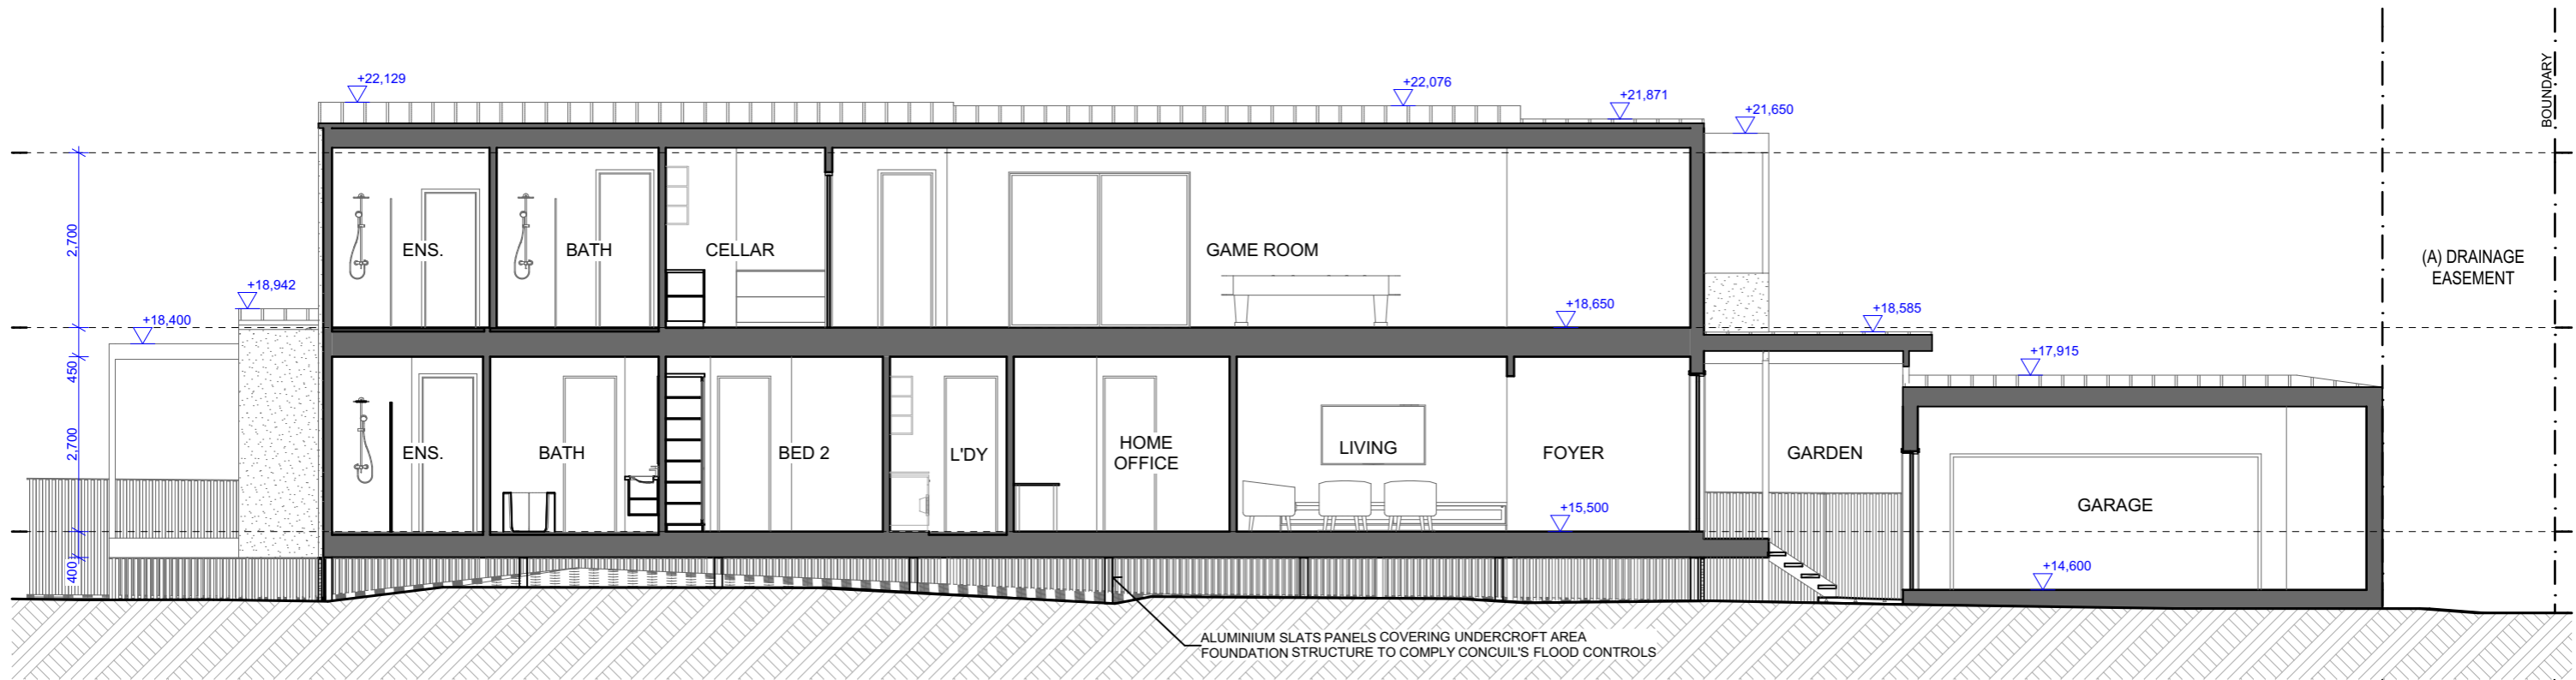 +22,129
+22,076
+21,871
+21,650
BOUNDARY
2,700
ENS.
BATH
CELLAR
GAME ROOM
(A) DRAINAGE
EASEMENT
+18,942
+18,400
+18,650
+18,585
+17,915
450
2,700
ENS.
BATH
BED 2
L'DY
HOME
OFFICE
LIVING
FOYER
GARDEN
GARAGE
+15,500
+14,600
400
ALUMINIUM SLATS PANELS COVERING UNDERCROFT AREA
FOUNDATION STRUCTURE TO COMPLY CONCUIL'S FLOOD CONTROLS